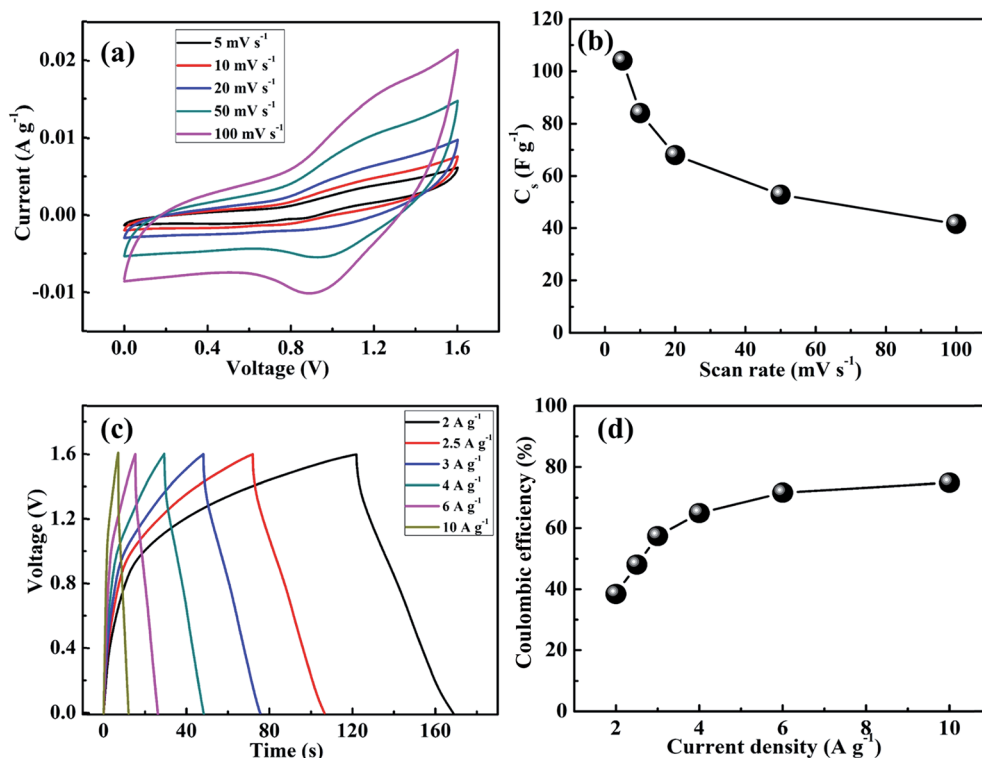 (a)
5 mV s⁻¹
10 mV s⁻¹
20 mV s⁻¹
50 mV s⁻¹
100 mV s⁻¹
0.02
0.01
0.00
-0.01
Current (A g⁻¹)
0.0 0.4 0.8 1.2 1.6
Voltage (V)
(b)
120
100
80
60
40
20
0
Cₛ (F g⁻¹)
0 20 40 60 80 100
Scan rate (mV s⁻¹)
(c)
2 A g⁻¹
2.5 A g⁻¹
3 A g⁻¹
4 A g⁻¹
6 A g⁻¹
10 A g⁻¹
2.0
1.6
1.2
0.8
0.4
0.0
Voltage (V)
0 40 80 120 160
Time (s)
(d)
100
80
60
40
20
0
Coulombic efficiency (%)
2 4 6 8 10
Current density (A g⁻¹)